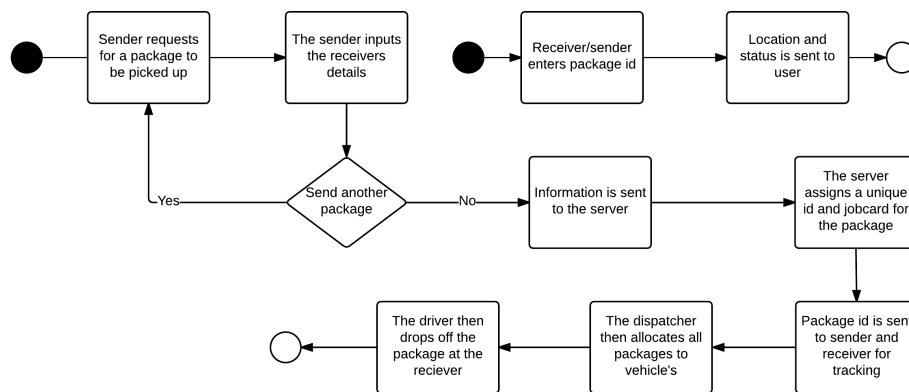 Sender requests
for a package to
be picked up
The sender inputs
the receivers
details
Receiver/sender
enters package id
Location and
status is sent to
user
Yes
Send another
package
No
Information is sent
to the server
The server
assigns a unique
id and jobcard for
the package
The driver then
drops off the
package at the
reciever
The dispatcher
then allocates all
packages to
vehicle's
Package id is sent
to sender and
receiver for
tracking